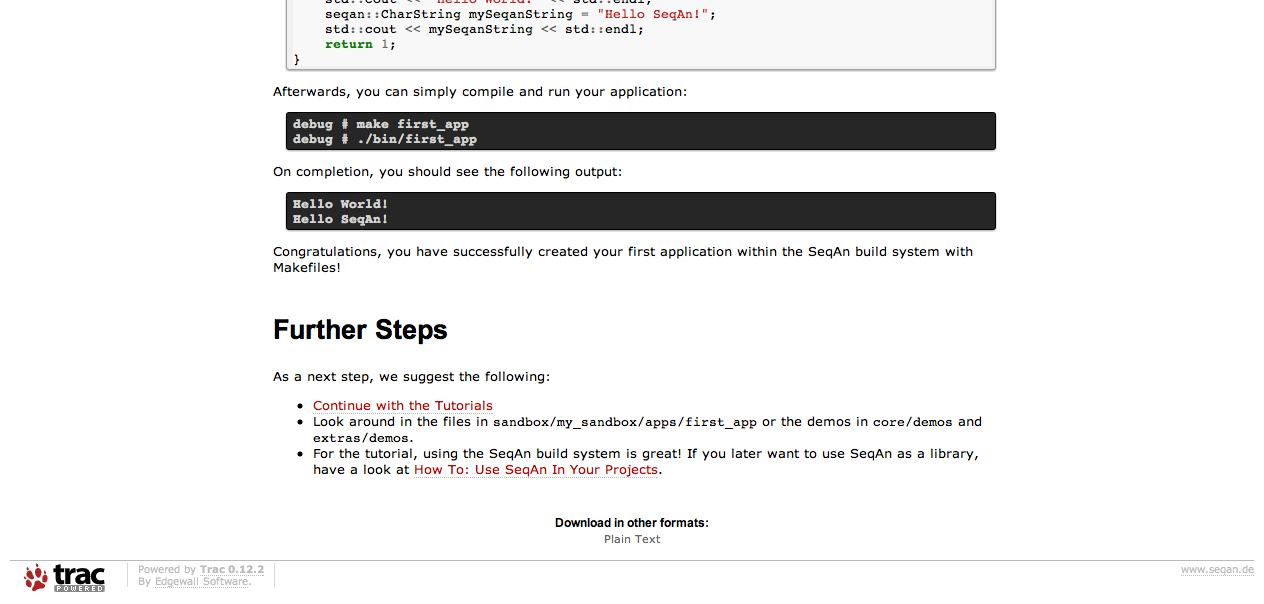 std::cout << "Hello World!" << std::endl;
seqan::CharString mySeqanString = "Hello SeqAn!";
std::cout << mySeqanString << std::endl;
return 1;
}
Afterwards, you can simply compile and run your application:
debug # make first_app
debug # ./bin/first_app
On completion, you should see the following output:
Hello World!
Hello SeqAn!
Congratulations, you have successfully created your first application within the SeqAn build system with
Makefiles!
Further Steps
As a next step, we suggest the following:
• Continue with the Tutorials
• Look around in the files in sandbox/my_sandbox/apps/first_app or the demos in core/demos and
extras/demos.
• For the tutorial, using the SeqAn build system is great! If you later want to use SeqAn as a library,
have a look at How To: Use SeqAn In Your Projects.
Download in other formats:
Plain Text
trac
POWERED
Powered by Trac 0.12.2
By Edgewall Software.
www.seqan.de